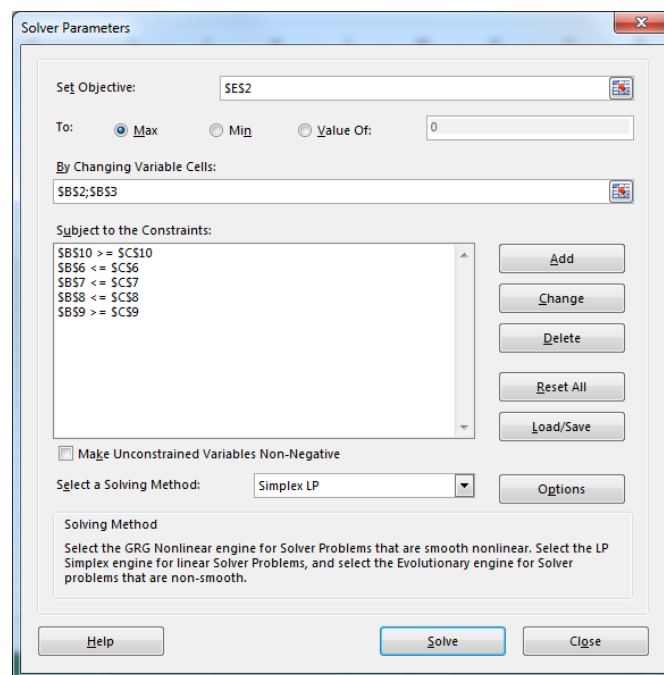 Solver Parameters
Set Objective: $E$2
To: Max Min Value Of: 0
By Changing Variable Cells:
$B$2;$B$3
Subject to the Constraints:
$B$10 >= $C$10
$B$6 <= $C$6
$B$7 <= $C$7
$B$8 <= $C$8
$B$9 >= $C$9
Add
Change
Delete
Reset All
Load/Save
Make Unconstrained Variables Non-Negative
Select a Solving Method: Simplex LP Options
Solving Method
Select the GRG Nonlinear engine for Solver Problems that are smooth nonlinear. Select the LP
Simplex engine for linear Solver Problems, and select the Evolutionary engine for Solver
problems that are non-smooth.
Help Solve Close